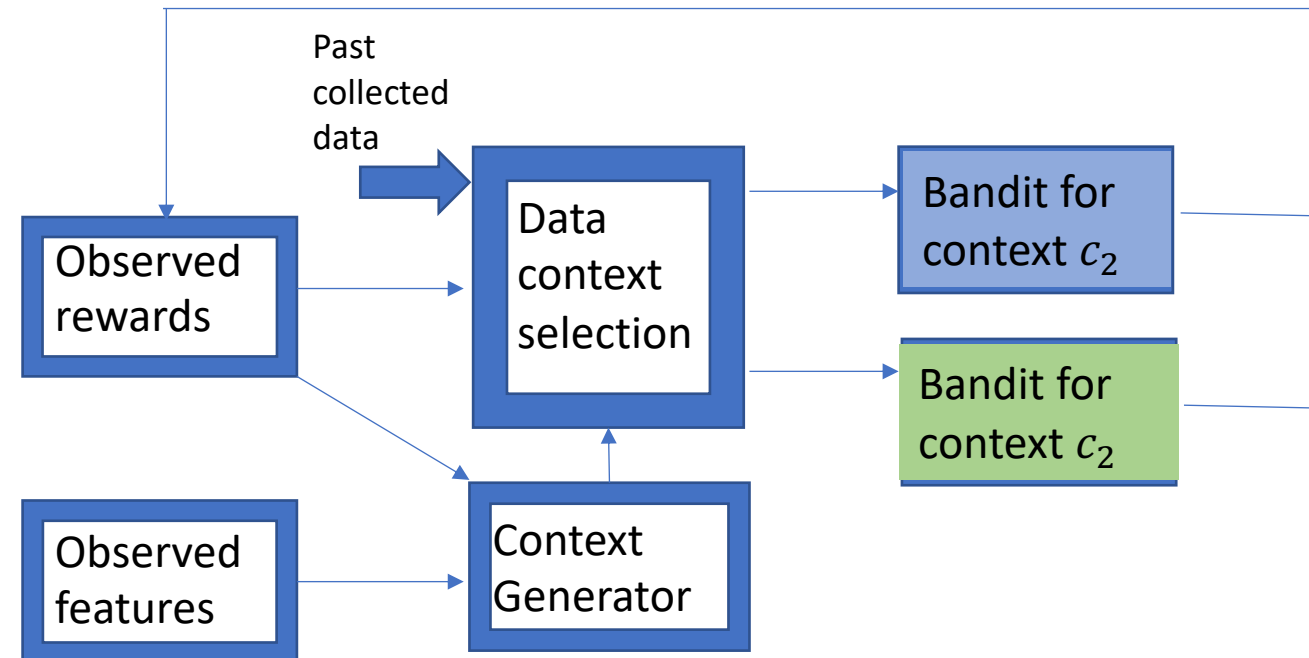 Past
collected
data
Observed
rewards
Data
context
selection
Bandit for
context c₂
Bandit for
context c₂
Observed
features
Context
Generator